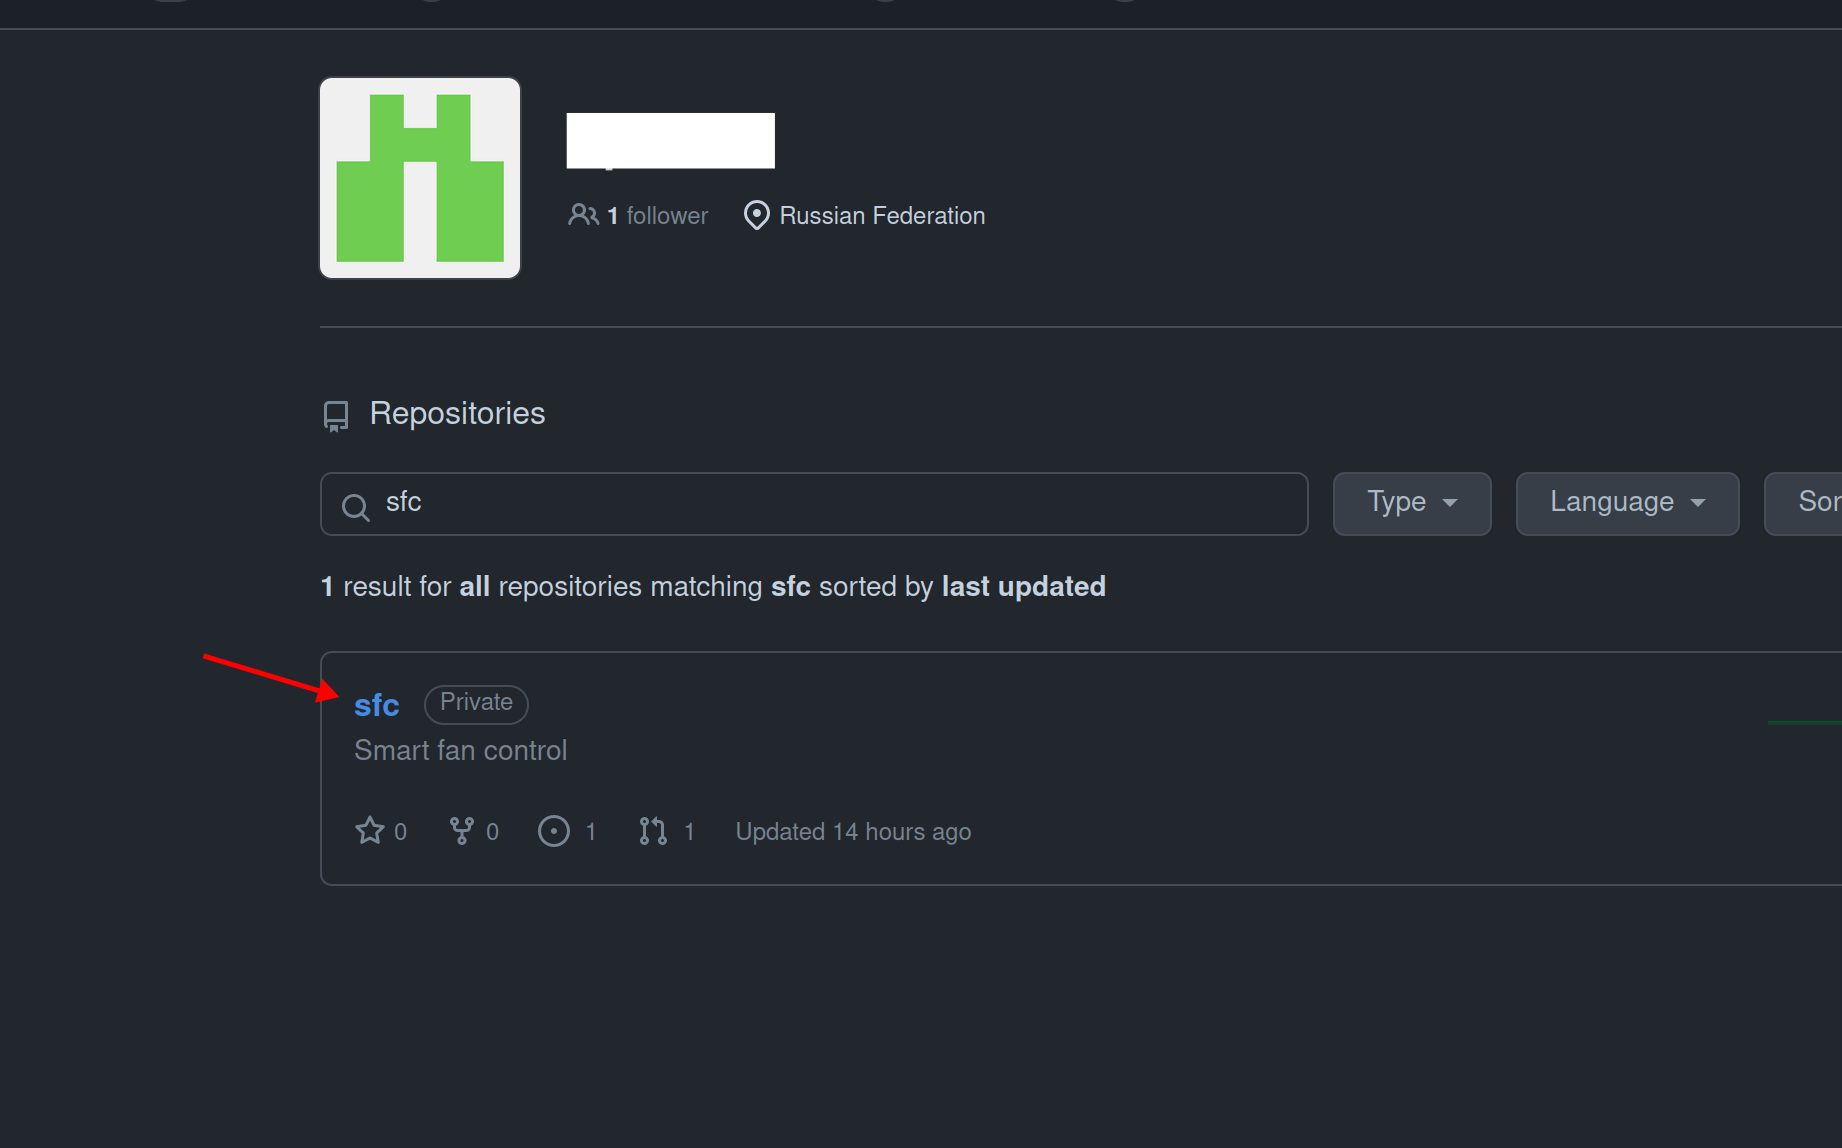 1 follower Russian Federation
Repositories
sfc Type Language
1 result for all repositories matching sfc sorted by last updated
sfc Private
Smart fan control
0 0 1 1 Updated 14 hours ago